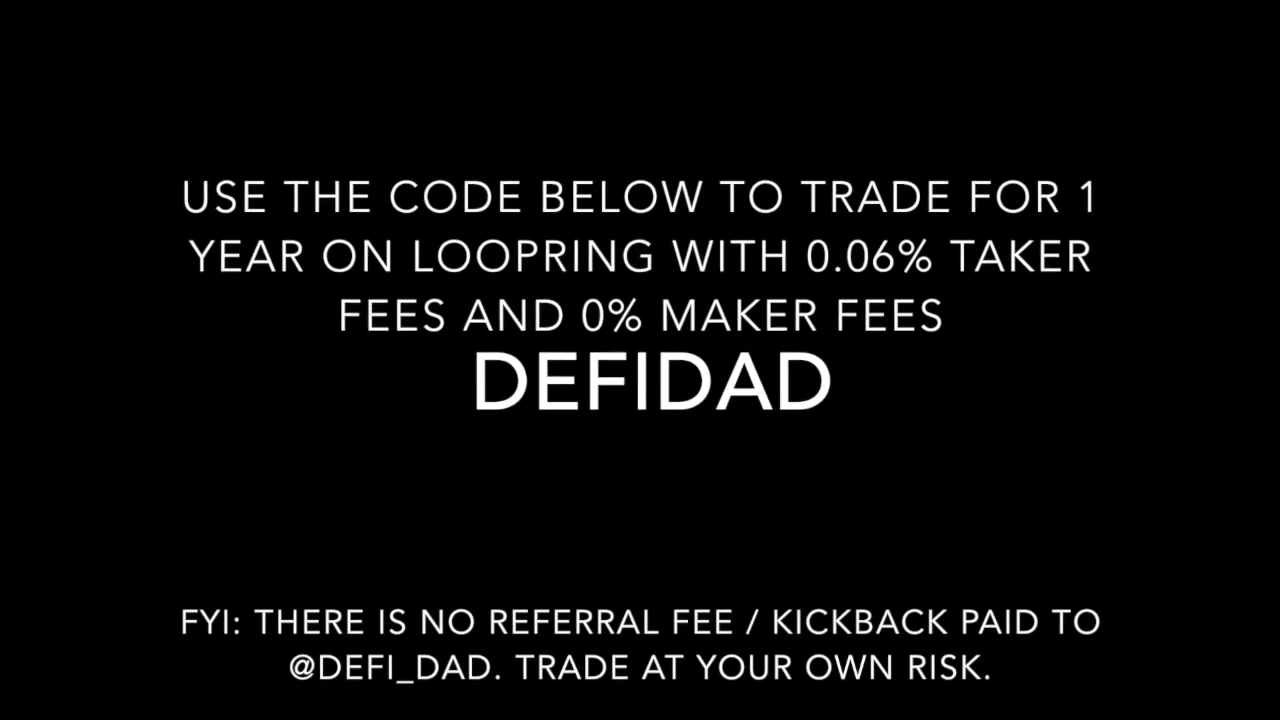 USE THE CODE BELOW TO TRADE FOR 1
YEAR ON LOOPRING WITH 0.06% TAKER
FEES AND 0% MAKER FEES
DEFIDAD
FYI: THERE IS NO REFERRAL FEE / KICKBACK PAID TO
@DEFI_DAD. TRADE AT YOUR OWN RISK.